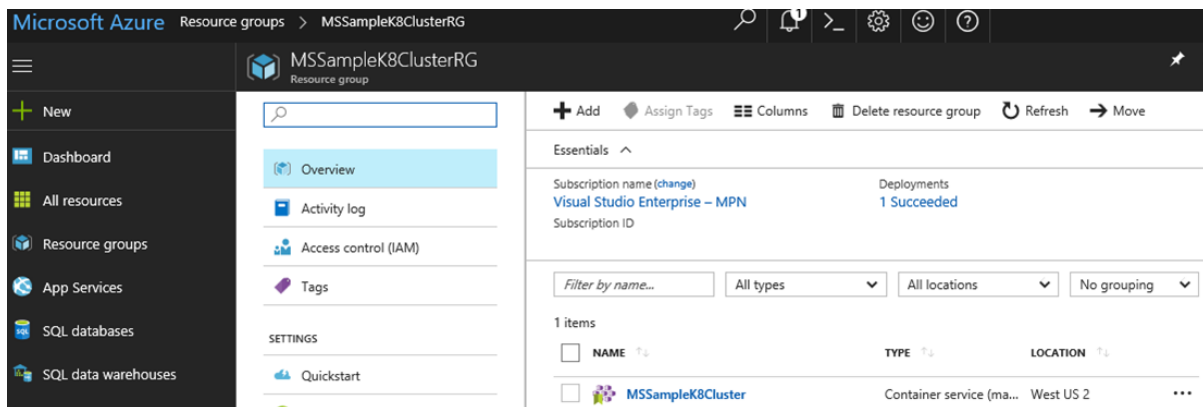 Microsoft Azure Resource groups > MSSampleK8ClusterRG
1
MSSampleK8ClusterRG
Resource group
New
Dashboard
All resources
Resource groups
App Services
SQL databases
SQL data warehouses
Overview
Activity log
Access control (IAM)
Tags
SETTINGS
Quickstart
Add Assign Tags Columns Delete resource group Refresh Move
Essentials
Subscription name (change) Deployments
Visual Studio Enterprise – MPN 1 Succeeded
Subscription ID
Filter by name... All types All locations No grouping
1 items
NAME TYPE LOCATION
MSSampleK8Cluster Container service (ma... West US 2 ...